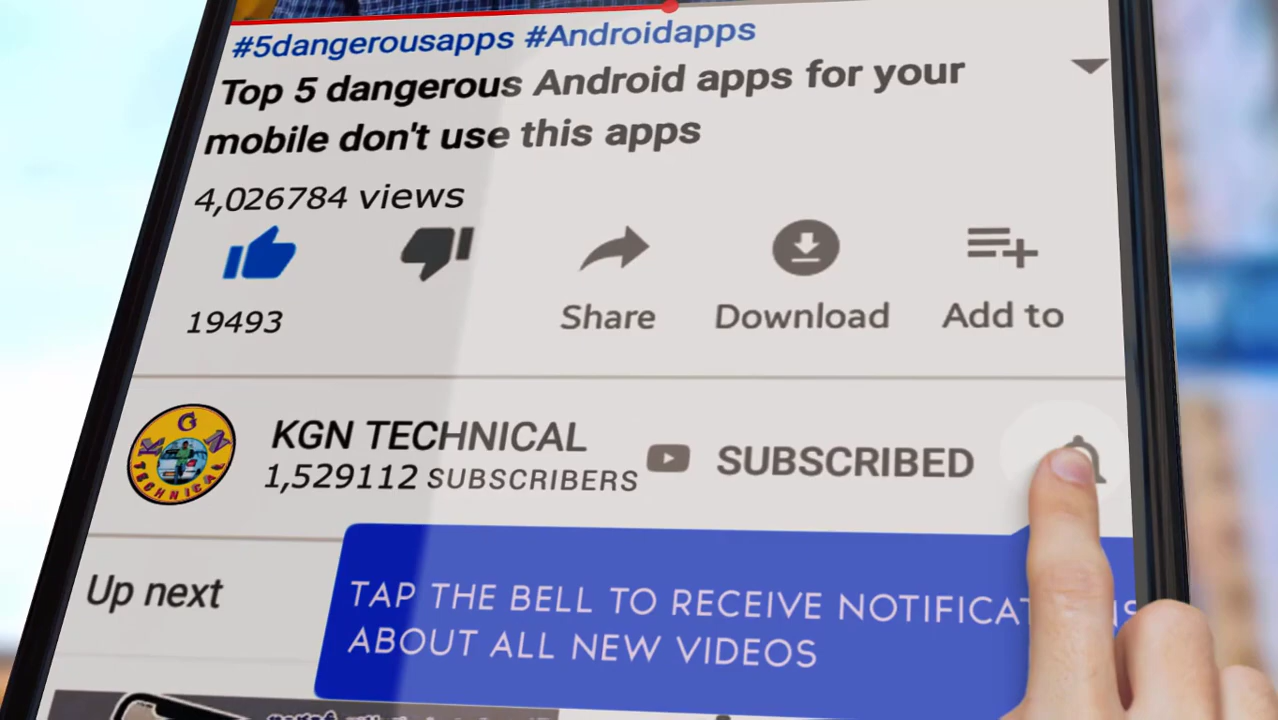 #5dangerousapps #Androidapps
Top 5 dangerous Android apps for your
mobile don't use this apps
4,026784 views
19493
Share
Download
Add to
KGN TECHNICAL
1,529112 SUBSCRIBERS
SUBSCRIBED
K G N
TECHNICAL
Up next
TAP THE BELL TO RECEIVE
ABOUT ALL NEW VIDEOS